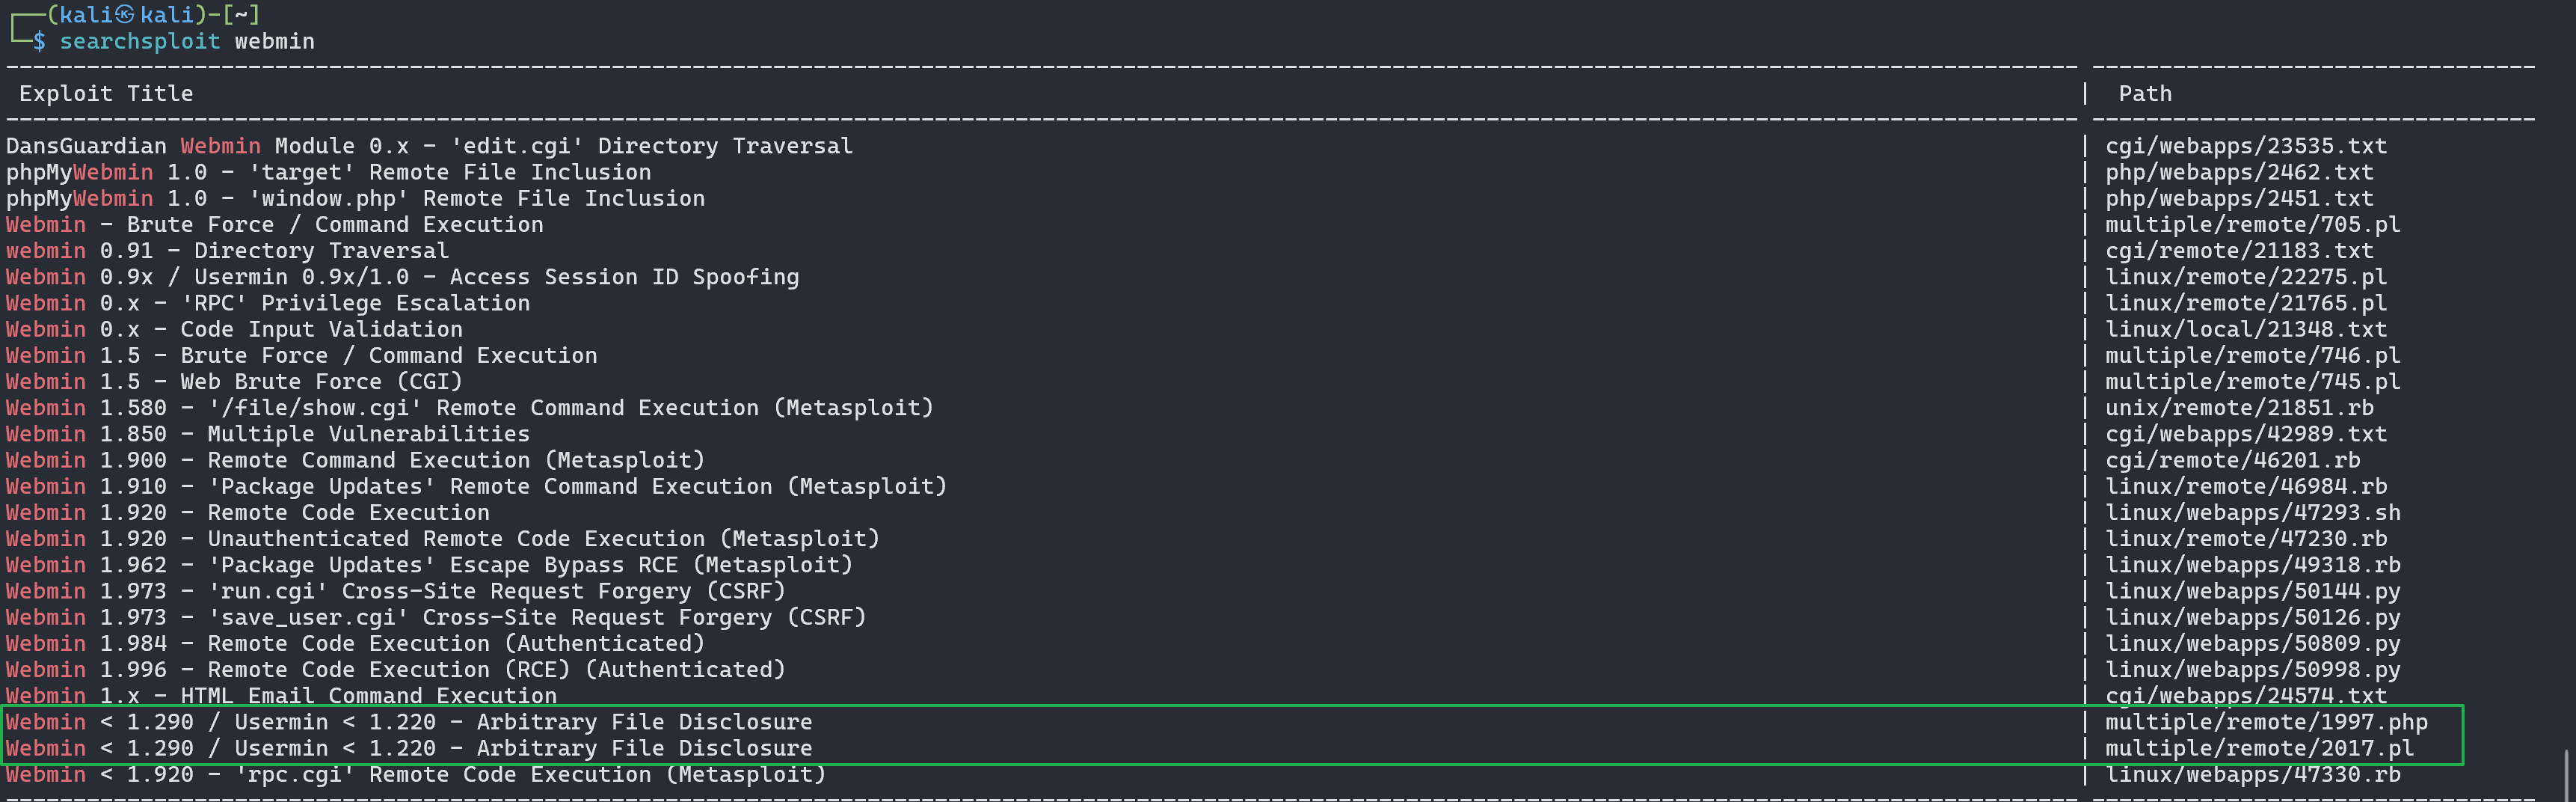 ┌──(kali㉿kali)-[~]
└─$ searchsploit webmin
Exploit Title | Path
DansGuardian Webmin Module 0.x - 'edit.cgi' Directory Traversal | cgi/webapps/23535.txt
phpMyWebmin 1.0 - 'target' Remote File Inclusion | php/webapps/2462.txt
phpMyWebmin 1.0 - 'window.php' Remote File Inclusion | php/webapps/2451.txt
Webmin - Brute Force / Command Execution | multiple/remote/705.pl
webmin 0.91 - Directory Traversal | cgi/remote/21183.txt
Webmin 0.9x / Usermin 0.9x/1.0 - Access Session ID Spoofing | linux/remote/22275.pl
Webmin 0.x - 'RPC' Privilege Escalation | linux/remote/21765.pl
Webmin 0.x - Code Input Validation | linux/local/21348.txt
Webmin 1.5 - Brute Force / Command Execution | multiple/remote/746.pl
Webmin 1.5 - Web Brute Force (CGI) | multiple/remote/745.pl
Webmin 1.580 - '/file/show.cgi' Remote Command Execution (Metasploit) | unix/remote/21851.rb
Webmin 1.850 - Multiple Vulnerabilities | cgi/webapps/42989.txt
Webmin 1.900 - Remote Command Execution (Metasploit) | cgi/remote/46201.rb
Webmin 1.910 - 'Package Updates' Remote Command Execution (Metasploit) | linux/remote/46984.rb
Webmin 1.920 - Remote Code Execution | linux/webapps/47293.sh
Webmin 1.920 - Unauthenticated Remote Code Execution (Metasploit) | linux/remote/47230.rb
Webmin 1.962 - 'Package Updates' Escape Bypass RCE (Metasploit) | linux/webapps/49318.rb
Webmin 1.973 - 'run.cgi' Cross-Site Request Forgery (CSRF) | linux/webapps/50144.py
Webmin 1.973 - 'save_user.cgi' Cross-Site Request Forgery (CSRF) | linux/webapps/50126.py
Webmin 1.984 - Remote Code Execution (Authenticated) | linux/webapps/50809.py
Webmin 1.996 - Remote Code Execution (RCE) (Authenticated) | linux/webapps/50998.py
Webmin 1.x - HTML Email Command Execution | cgi/webapps/24574.txt
Webmin < 1.290 / Usermin < 1.220 - Arbitrary File Disclosure | multiple/remote/1997.php
Webmin < 1.290 / Usermin < 1.220 - Arbitrary File Disclosure | multiple/remote/2017.pl
Webmin < 1.920 - 'rpc.cgi' Remote Code Execution (Metasploit) | linux/webapps/47330.rb